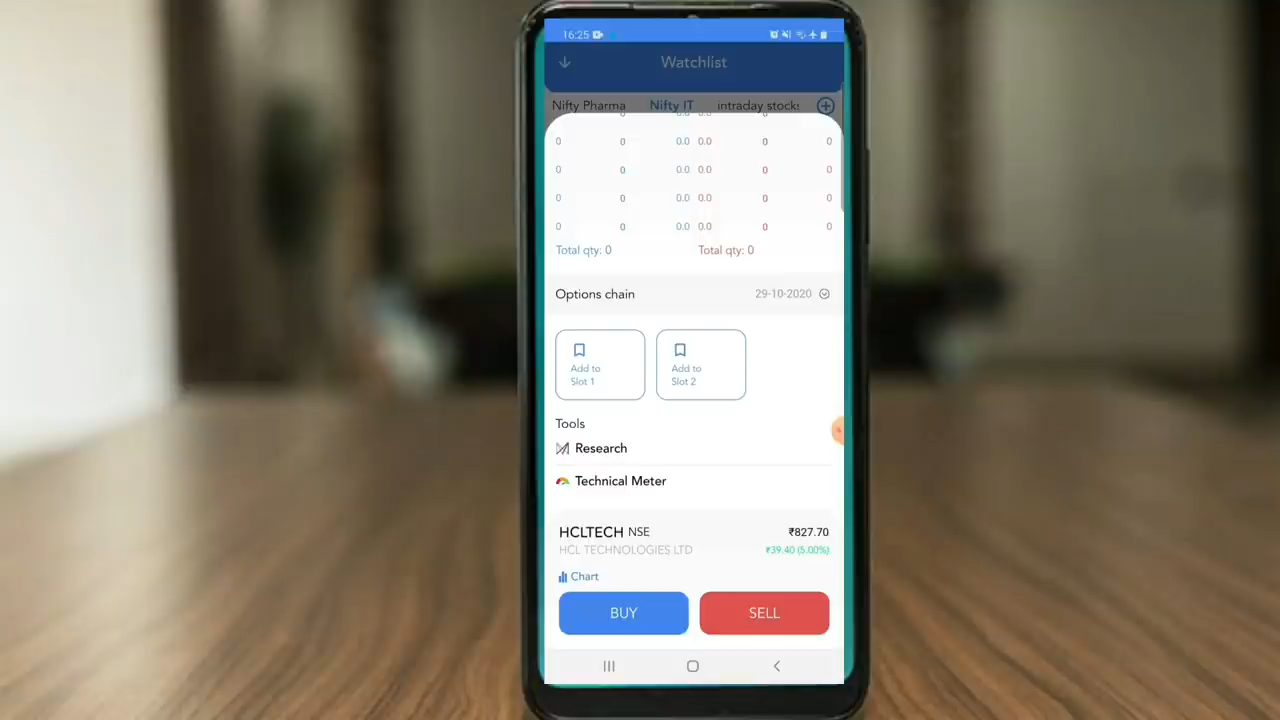 16:25
Watchlist
Nifty Pharma Nifty IT intraday stocks
0 0 0.0 0.0 0 0
0 0 0.0 0.0 0 0
0 0 0.0 0.0 0 0
0 0 0.0 0.0 0 0
Total qty: 0 Total qty: 0
Options chain 29-10-2020
Add to Add to
Slot 1 Slot 2
Tools
Research
Technical Meter
HCLTECH NSE ₹827.70
HCL TECHNOLOGIES LTD ₹39.40 (5.00%)
Chart
BUY SELL